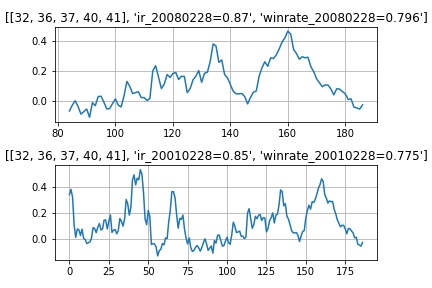 [[32, 36, 37, 40, 41], 'ir_20080228=0.87', 'winrate_20080228=0.796']
0.4
0.2
0.0
80 100 120 140 160 180
[[32, 36, 37, 40, 41], 'ir_20010228=0.85', 'winrate_20010228=0.775']
0.4
0.2
0.0
0 25 50 75 100 125 150 175